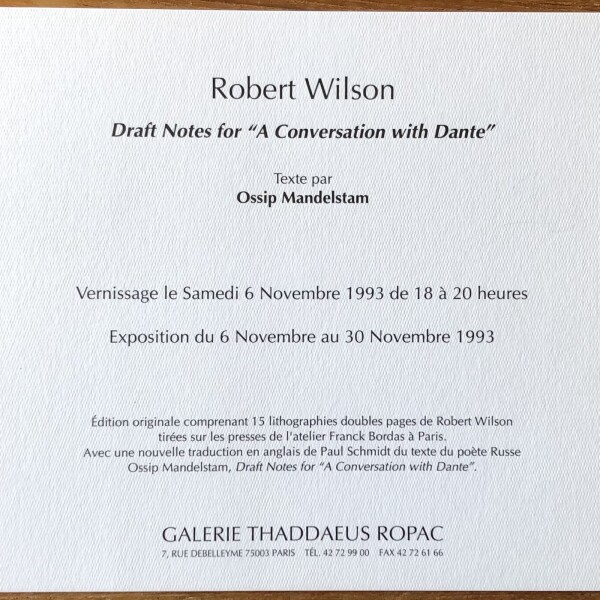 Robert Wilson
Draft Notes for “A Conversation with Dante”
Texte par
Ossip Mandelstam
Vernissage le Samedi 6 Novembre 1993 de 18 à 20 heures
Exposition du 6 Novembre au 30 Novembre 1993
Édition originale comprenant 15 lithographies doubles pages de Robert Wilson
tirées sur les presses de l'atelier Franck Bordas à Paris.
Avec une nouvelle traduction en anglais de Paul Schmidt du texte du poète Russe
Ossip Mandelstam, Draft Notes for “A Conversation with Dante”.
GALERIE THADDAEUS ROPAC
7, RUE DEBELLEYME 75003 PARIS TÉL. 42 72 99 00 FAX 42 72 61 66